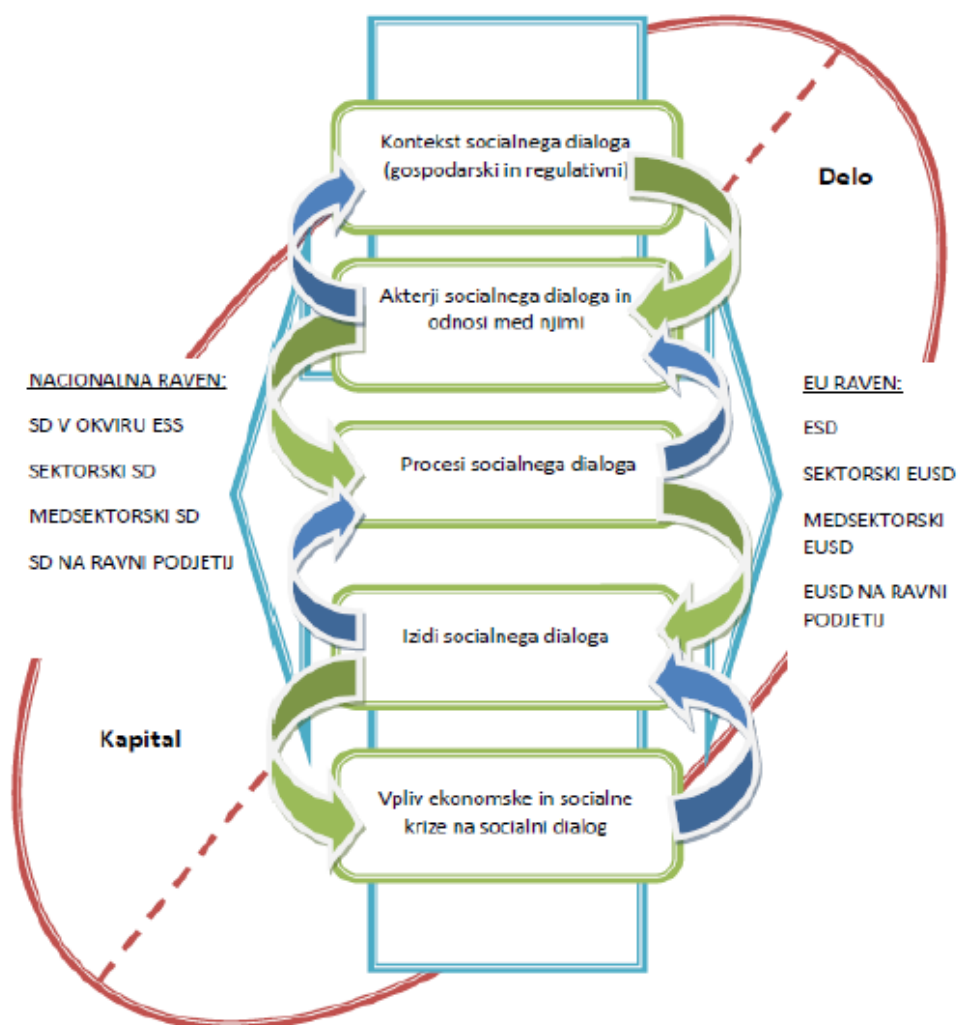 Kontekst socialnega dialoga
(gospodarski in regulativni)
Delo
Akterji socialnega dialoga in
odnosi med njimi
NACIONALNA RAVEN:
SD V OKVIRU ESS
SEKTORSKI SD
MEDSEKTORSKI SD
SD NA RAVNI PODJETIJ
EU RAVEN:
ESD
SEKTORSKI EUSD
MEDSEKTORSKI
EUSD
EUSD NA RAVNI
PODJETIJ
Procesi socialnega dialoga
Izidi socialnega dialoga
Kapital
Vpliv ekonomske in socialne
krize na socialni dialog